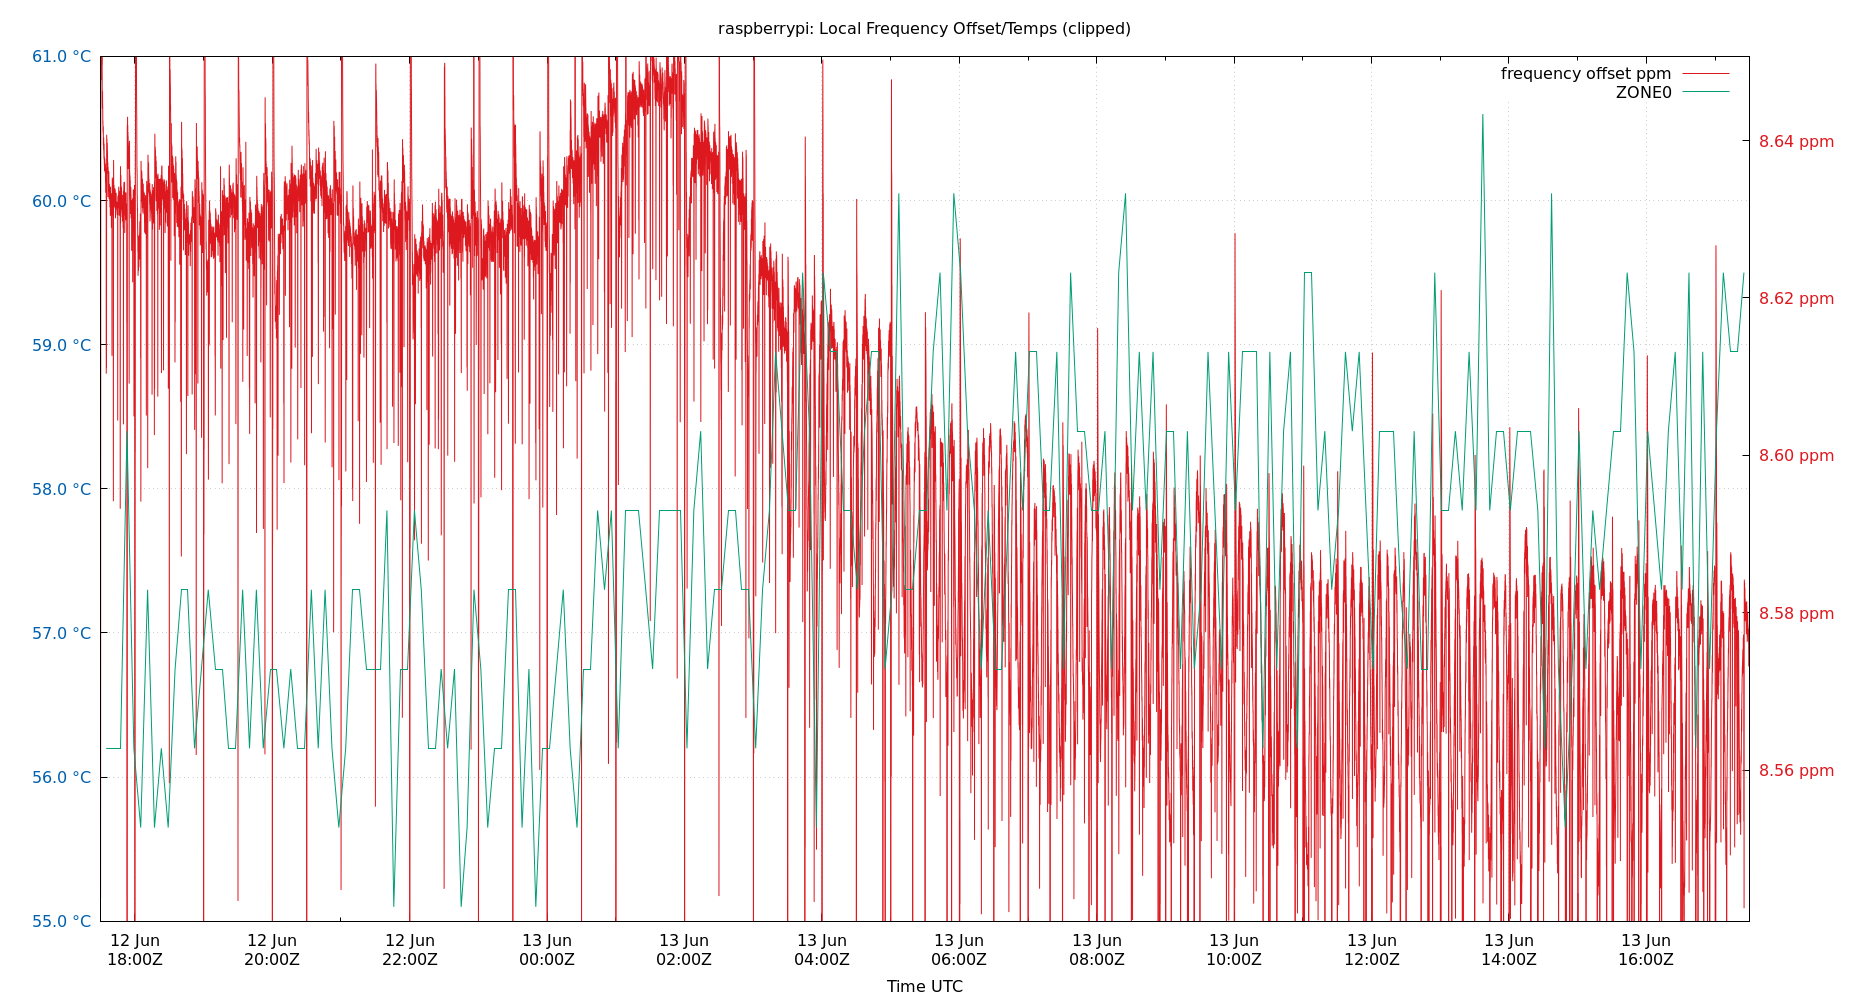 raspberrypi: Local Frequency Offset/Temps (clipped)
frequency offset ppm
ZONE0
61.0 °C
60.0 °C
59.0 °C
58.0 °C
57.0 °C
56.0 °C
55.0 °C
8.64 ppm
8.62 ppm
8.60 ppm
8.58 ppm
8.56 ppm
12 Jun 12 Jun 12 Jun 13 Jun 13 Jun 13 Jun 13 Jun 13 Jun 13 Jun 13 Jun 13 Jun 13 Jun
18:00Z 20:00Z 22:00Z 00:00Z 02:00Z 04:00Z 06:00Z 08:00Z 10:00Z 12:00Z 14:00Z 16:00Z
Time UTC